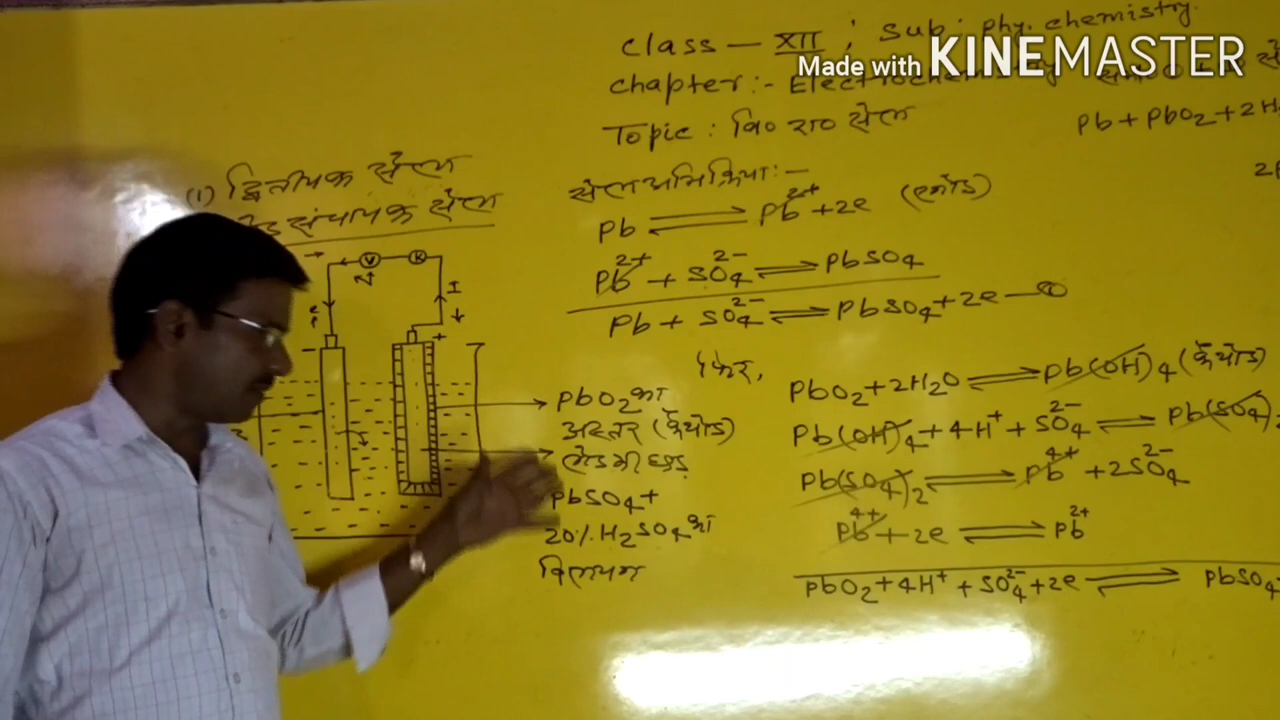 Class — XII ; Sub: phy. chemistry.
Made with KINEMASTER
chapter:- Electrochemistry
Topic : वि० रा० सेल
Pb + PbO2 + 2H
(1) द्वितीयक सेल
संचायक सेल
सेल अभिक्रिया:—
Pb ⇌ Pb²⁺ + 2e (एनोड)
Pb²⁺ + SO₄²⁻ ⇌ PbSO₄
Pb + SO₄²⁻ ⇌ PbSO₄ + 2e —
फिर,
PbO₂ + 2H₂O ⇌ Pb(OH)₄ (कैथोड)
Pb(OH)₄ + 4H⁺ + SO₄²⁻ ⇌ Pb(SO₄)₂
Pb(SO₄)₂ ⇌ Pb⁴⁺ + 2SO₄²⁻
Pb⁴⁺ + 2e ⇌ Pb²⁺
PbO₂ + 4H⁺ + SO₄²⁻ + 2e ⇌ PbSO₄
V
K
I
e
−
+
PbO₂ का
अस्तर (कैथोड)
लेड की छड़
PbSO₄ +
20% H₂SO₄ का
विलयन